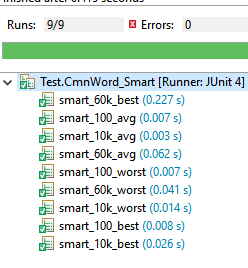 Runs: 9/9 Errors: 0
Test.CmnWord_Smart [Runner: JUnit 4]
smart_60k_best (0.227 s)
smart_100_avg (0.007 s)
smart_10k_avg (0.003 s)
smart_60k_avg (0.062 s)
smart_100_worst (0.007 s)
smart_60k_worst (0.041 s)
smart_10k_worst (0.014 s)
smart_100_best (0.008 s)
smart_10k_best (0.026 s)